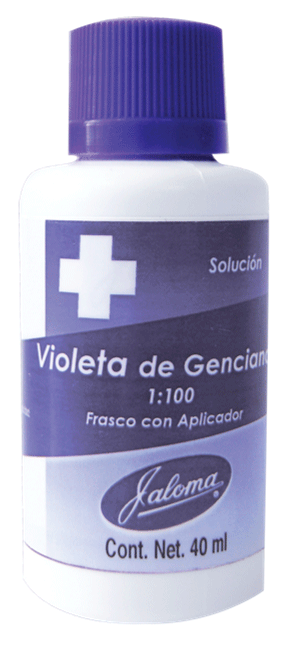 Solución
Violeta de Genciana
1:100
Frasco con Aplicador
Jaloma®
Cont. Net. 40 ml